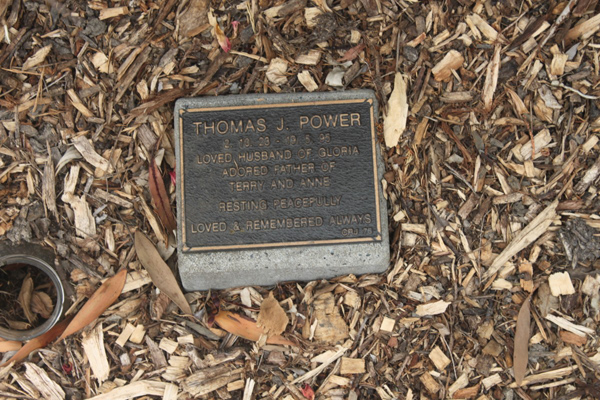 THOMAS J. POWER
LOVED HUSBAND OF GLORIA
ADORED FATHER OF
TERRY AND ANNE
RESTING PEACEFULLY
LOVED & REMEMBERED ALWAYS